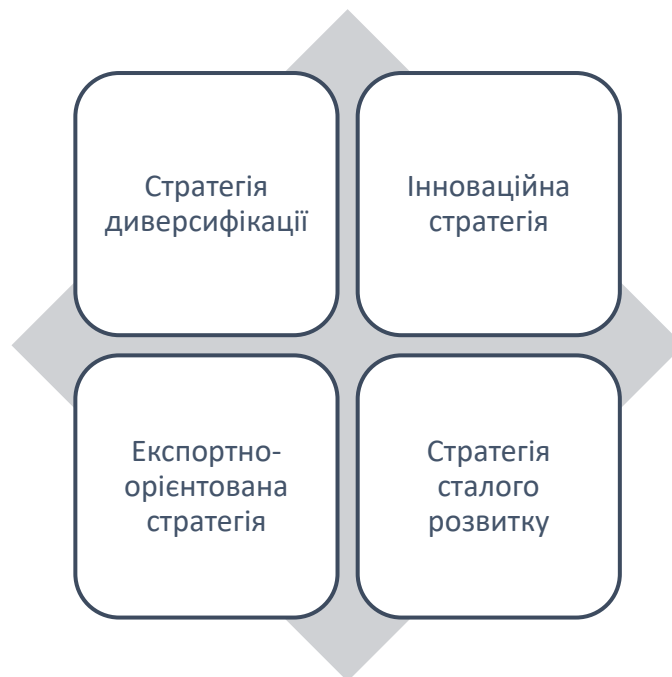 Стратегія
диверсифікації
Інноваційна
стратегія
Експортно-
орієнтована
стратегія
Стратегія
сталого
розвитку